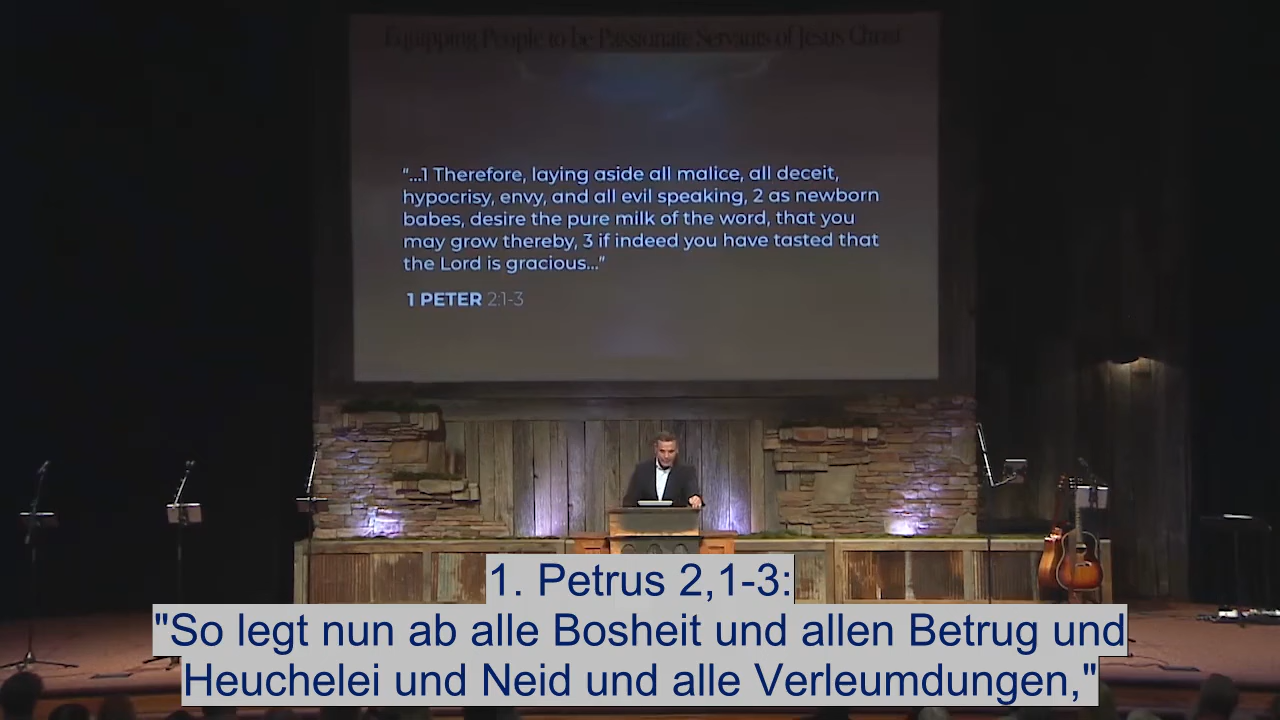 Equipping People to be Passionate Servants of Jesus Christ
“...1 Therefore, laying aside all malice, all deceit,
hypocrisy, envy, and all evil speaking, 2 as newborn
babes, desire the pure milk of the word, that you
may grow thereby, 3 if indeed you have tasted that
the Lord is gracious...”
1 PETER 2:1-3
1. Petrus 2,1-3:
"So legt nun ab alle Bosheit und allen Betrug und
Heuchelei und Neid und alle Verleumdungen,"